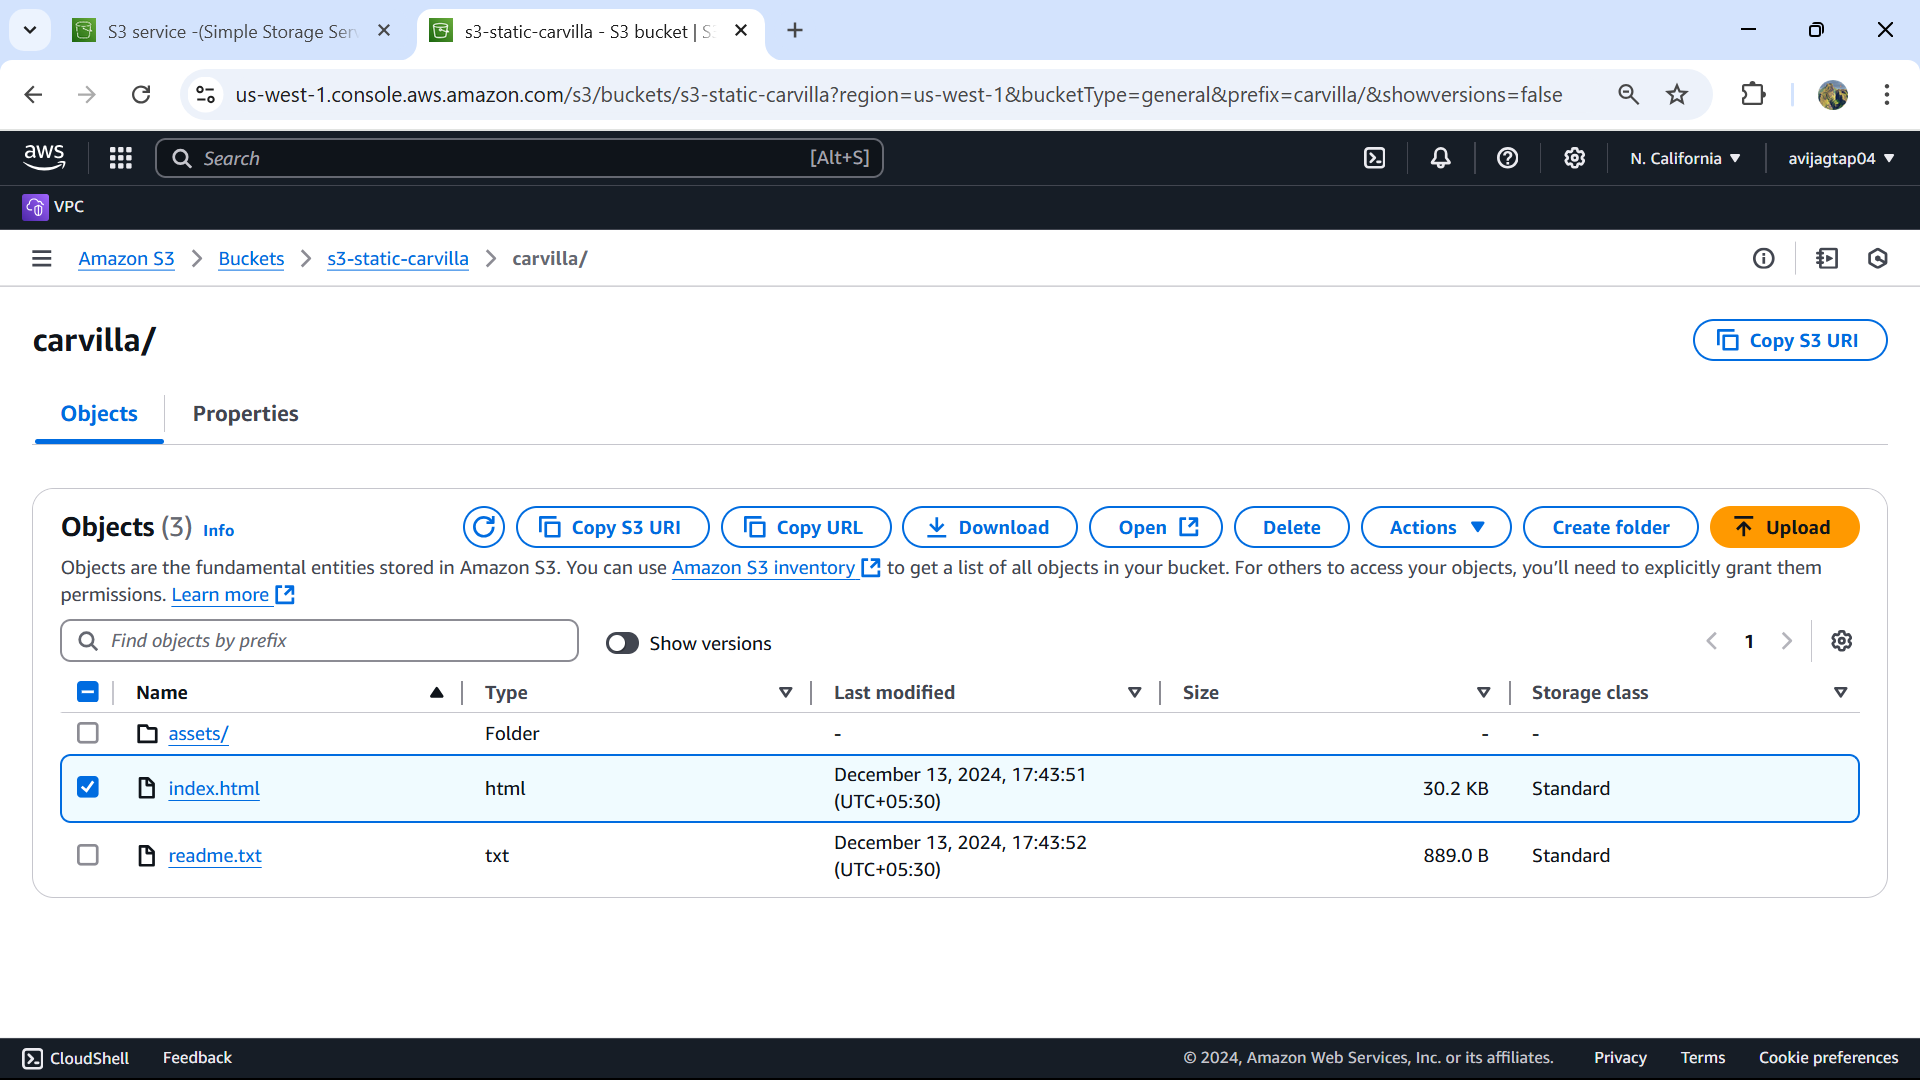 S3 service -(Simple Storage Ser
s3-static-carvilla - S3 bucket | S
us-west-1.console.aws.amazon.com/s3/buckets/s3-static-carvilla?region=us-west-1&bucketType=general&prefix=carvilla/&showversions=false
aws
Search [Alt+S]
N. California
avijagtap04
VPC
Amazon S3 > Buckets > s3-static-carvilla > carvilla/
carvilla/
Copy S3 URI
Objects Properties
Objects (3) Info
Copy S3 URI Copy URL Download Open Delete Actions Create folder Upload
Objects are the fundamental entities stored in Amazon S3. You can use Amazon S3 inventory to get a list of all objects in your bucket. For others to access your objects, you’ll need to explicitly grant them
permissions. Learn more
Find objects by prefix
Show versions
1
Name Type Last modified Size Storage class
assets/ Folder - - -
index.html html December 13, 2024, 17:43:51 (UTC+05:30) 30.2 KB Standard
readme.txt txt December 13, 2024, 17:43:52 (UTC+05:30) 889.0 B Standard
CloudShell Feedback © 2024, Amazon Web Services, Inc. or its affiliates. Privacy Terms Cookie preferences